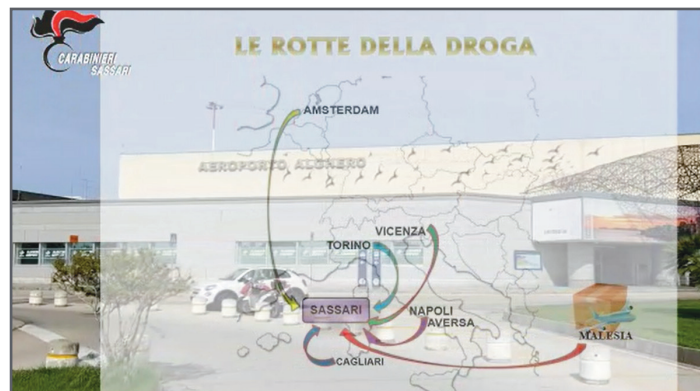 CARABINIERI
SASSARI
LE ROTTE DELLA DROGA
AMSTERDAM
AEROPORTO ALGHERO
VICENZA
TORINO
SASSARI
NAPOLI
AVERSA
MALESIA
CAGLIARI